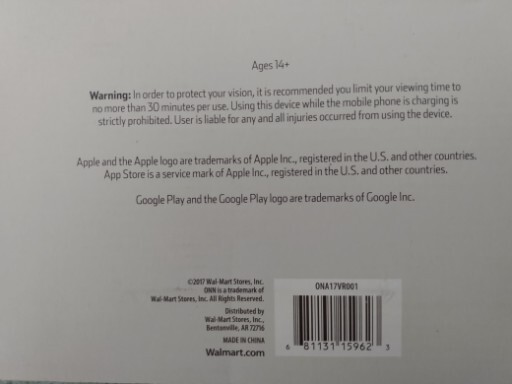 Ages 14+
Warning: In order to protect your vision, it is recommended you limit your viewing time to
no more than 30 minutes per use. Using this device while the mobile phone is charging is
strictly prohibited. User is liable for any and all injuries occurred from using the device.
Apple and the Apple logo are trademarks of Apple Inc., registered in the U.S. and other countries.
App Store is a service mark of Apple Inc., registered in the U.S. and other countries.
Google Play and the Google Play logo are trademarks of Google Inc.
©2017 Wal-Mart Stores, Inc.
ONN is a trademark of
Wal-Mart Stores, Inc. All Rights Reserved.
Distributed by
Wal-Mart Stores, Inc.,
Bentonville, AR 72716
MADE IN CHINA
Walmart.com
ONA17VR001
6 81131 15962 3